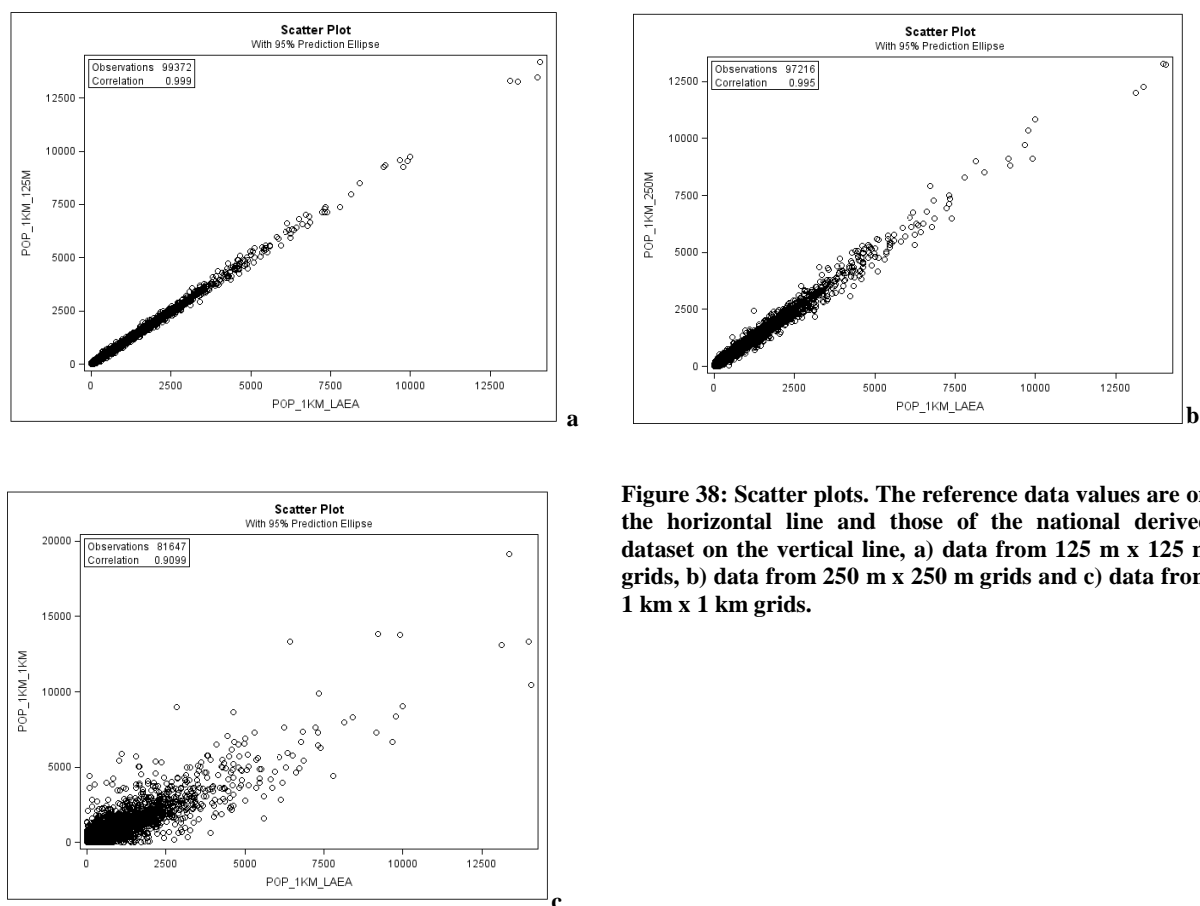 Scatter Plot
With 95% Prediction Ellipse
Observations 99372
Correlation 0.999
12500
10000
7500
5000
2500
0
POP_1KM_125M
0 2500 5000 7500 10000 12500
POP_1KM_LAEA
a
Scatter Plot
With 95% Prediction Ellipse
Observations 97216
Correlation 0.995
12500
10000
7500
5000
2500
0
POP_1KM_250M
0 2500 5000 7500 10000 12500
POP_1KM_LAEA
b
Scatter Plot
With 95% Prediction Ellipse
Observations 81647
Correlation 0.9099
20000
15000
10000
5000
0
POP_1KM_1KM
0 2500 5000 7500 10000 12500
POP_1KM_LAEA
c
Figure 38: Scatter plots. The reference data values are
the horizontal line and those of the national
dataset on the vertical line, a) data from 125 m x 125
grids, b) data from 250 m x 250 m grids and c) data
1 km x 1 km grids.